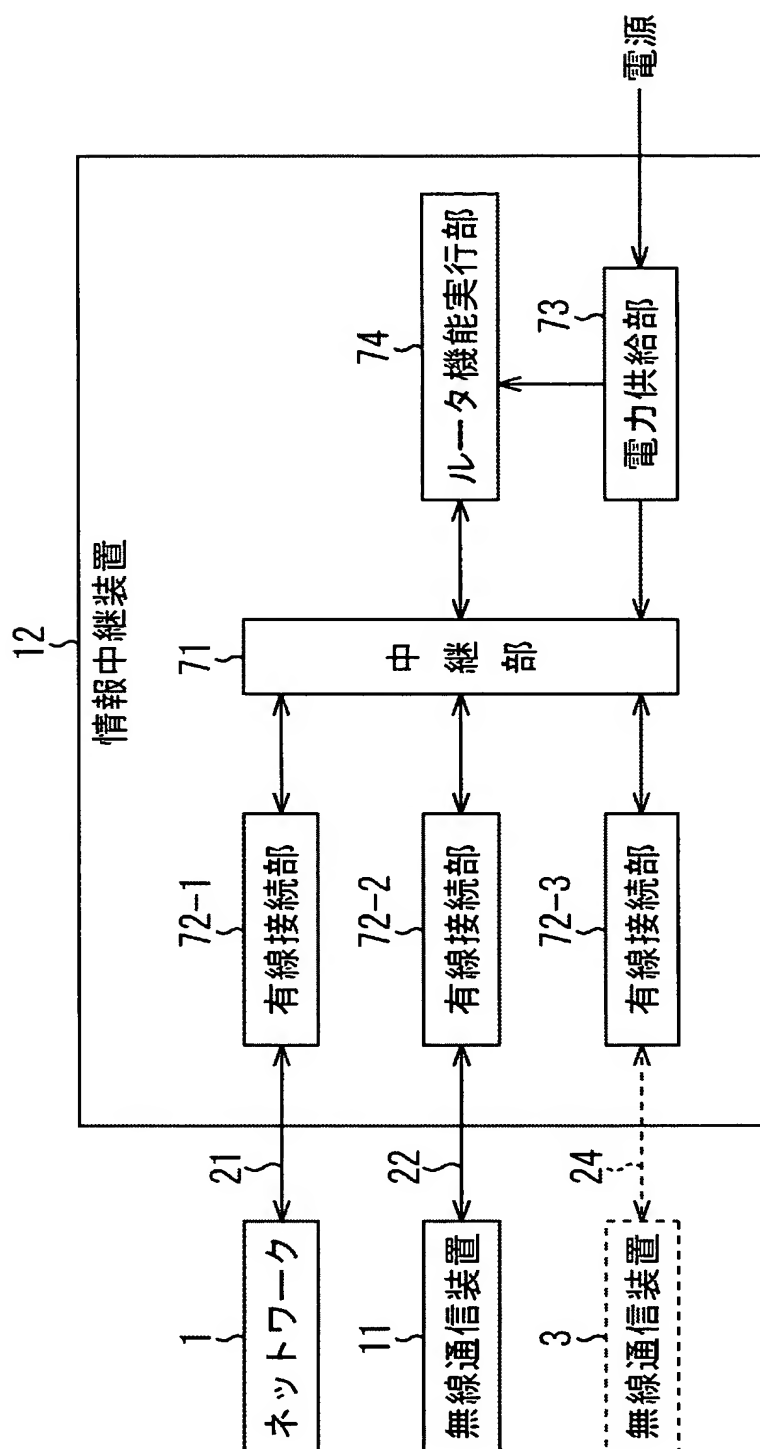 12
情報中継装置
1
ネットワーク
21
72-1
有線接続部
71
中継部
74
ルータ機能実行部
11
無線通信装置
22
72-2
有線接続部
3
無線通信装置
24
72-3
有線接続部
73
電力供給部
電源